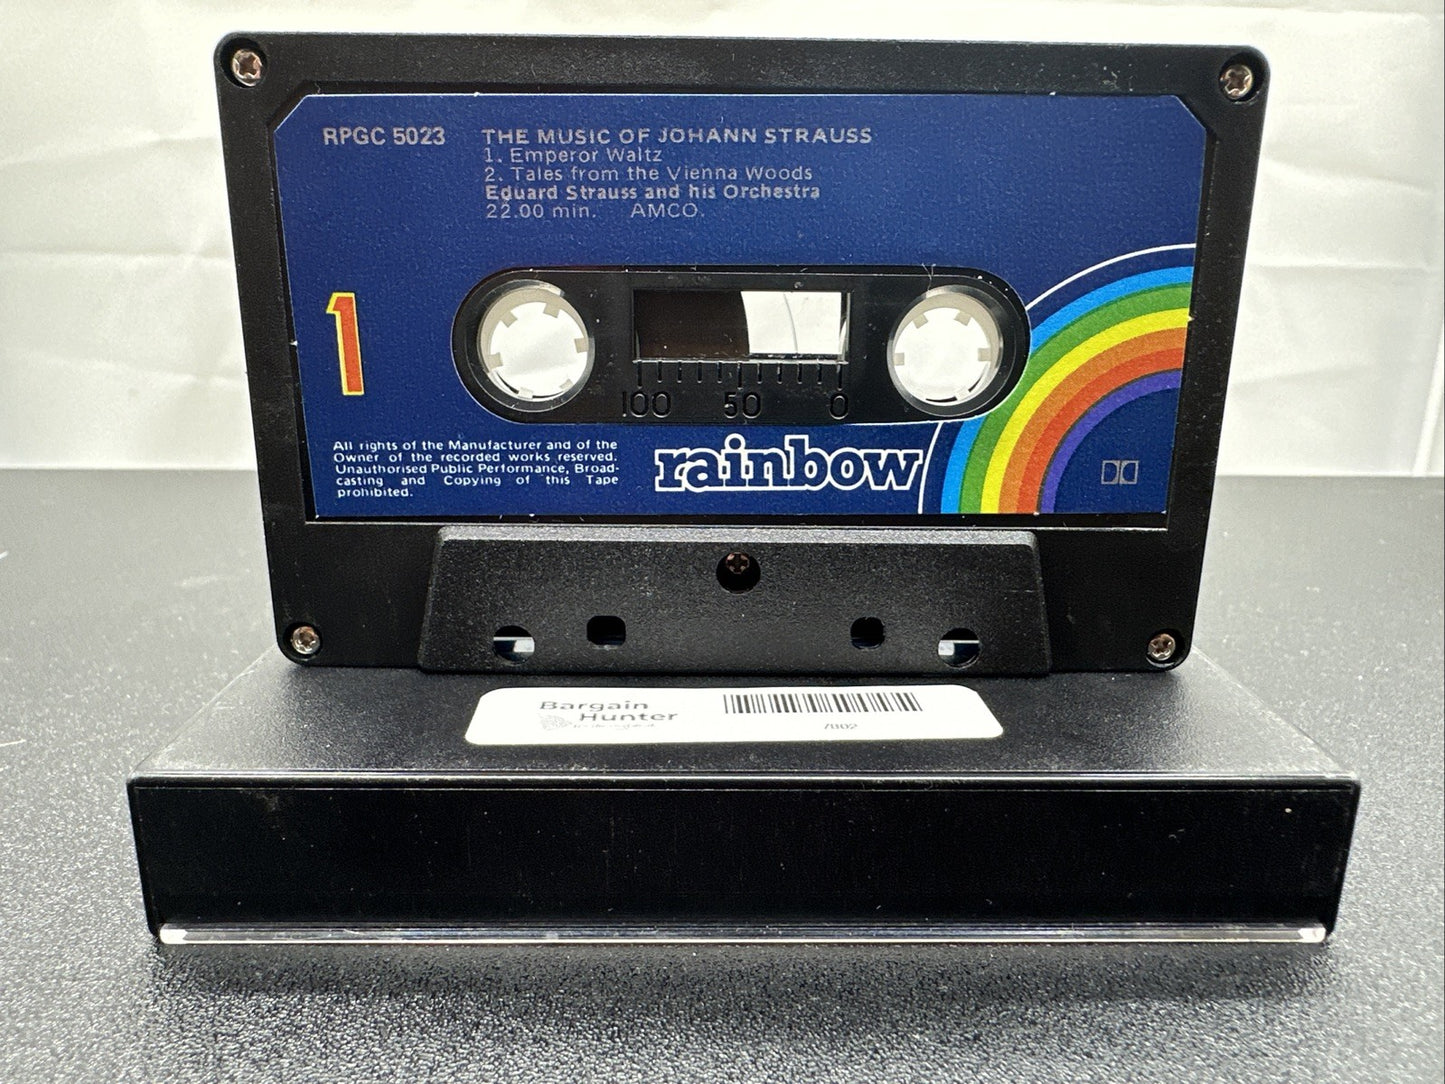 RPGC 5023
THE MUSIC OF JOHANN STRAUSS
1. Emperor Waltz
2. Tales from the Vienna Woods
Eduard Strauss and his Orchestra
22.00 min. AMCO.
1
100 50 0
All rights of the Manufacturer and of the
Owner of the recorded works reserved.
Unauthorised Public Performance, Broad-
casting and Copying of this Tape
prohibited.
rainbow
Bargain
Hunter
7802